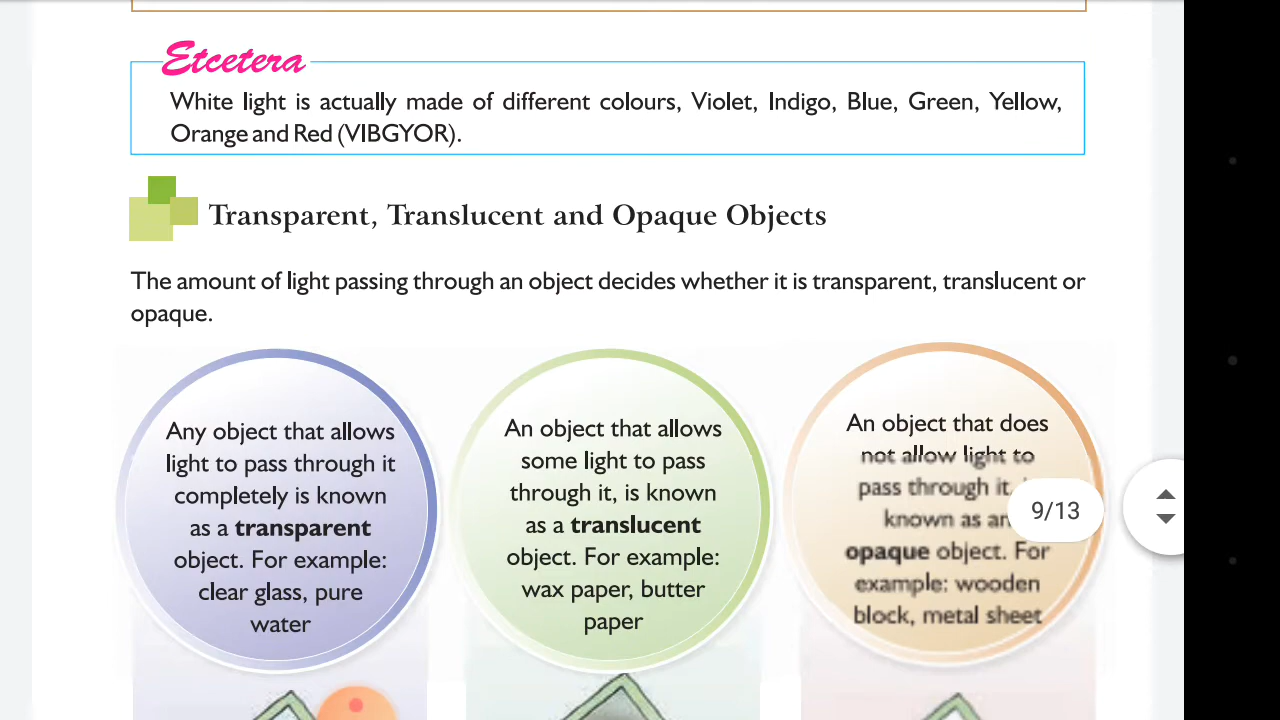 Etcetera
White light is actually made of different colours, Violet, Indigo, Blue, Green, Yellow,
Orange and Red (VIBGYOR).
Transparent, Translucent and Opaque Objects
The amount of light passing through an object decides whether it is transparent, translucent or
opaque.
Any object that allows
light to pass through it
completely is known
as a transparent
object. For example:
clear glass, pure
water
An object that allows
some light to pass
through it, is known
as a translucent
object. For example:
wax paper, butter
paper
An object that does
not allow light to
pass through it,
known as an
opaque object. For
example: wooden
block, metal sheet
9/13